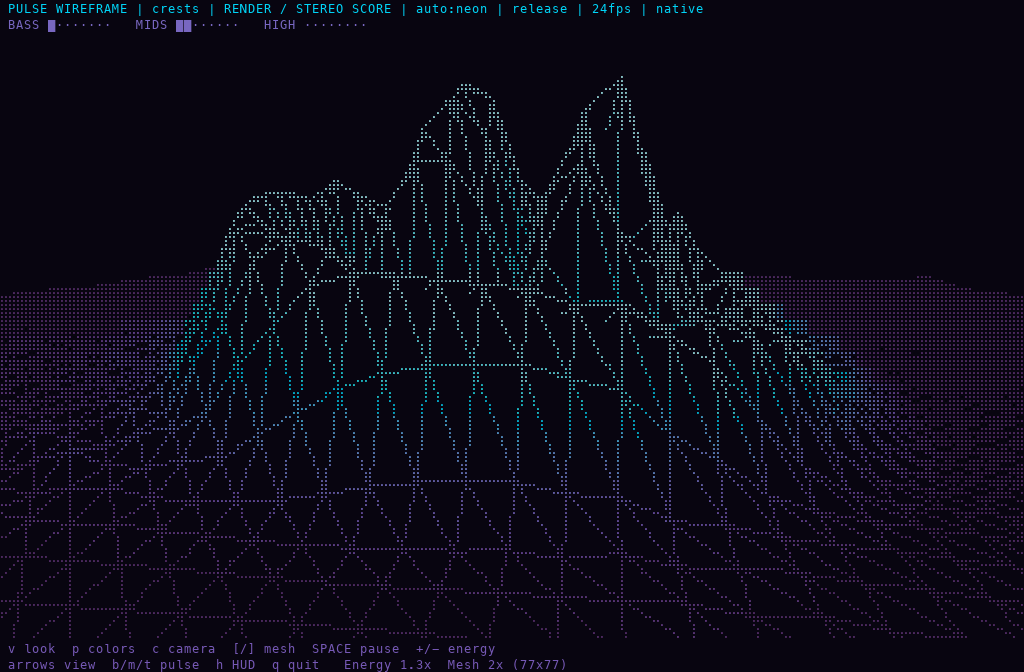 PULSE WIREFRAME | crests | RENDER / STEREO SCORE | auto:neon | release | 24fps | native
BASS █······· MIDS ██······ HIGH ········
v look p colors c camera [/] mesh SPACE pause +/− energy
arrows view b/m/t pulse h HUD q quit Energy 1.3x Mesh 2x (77x77)